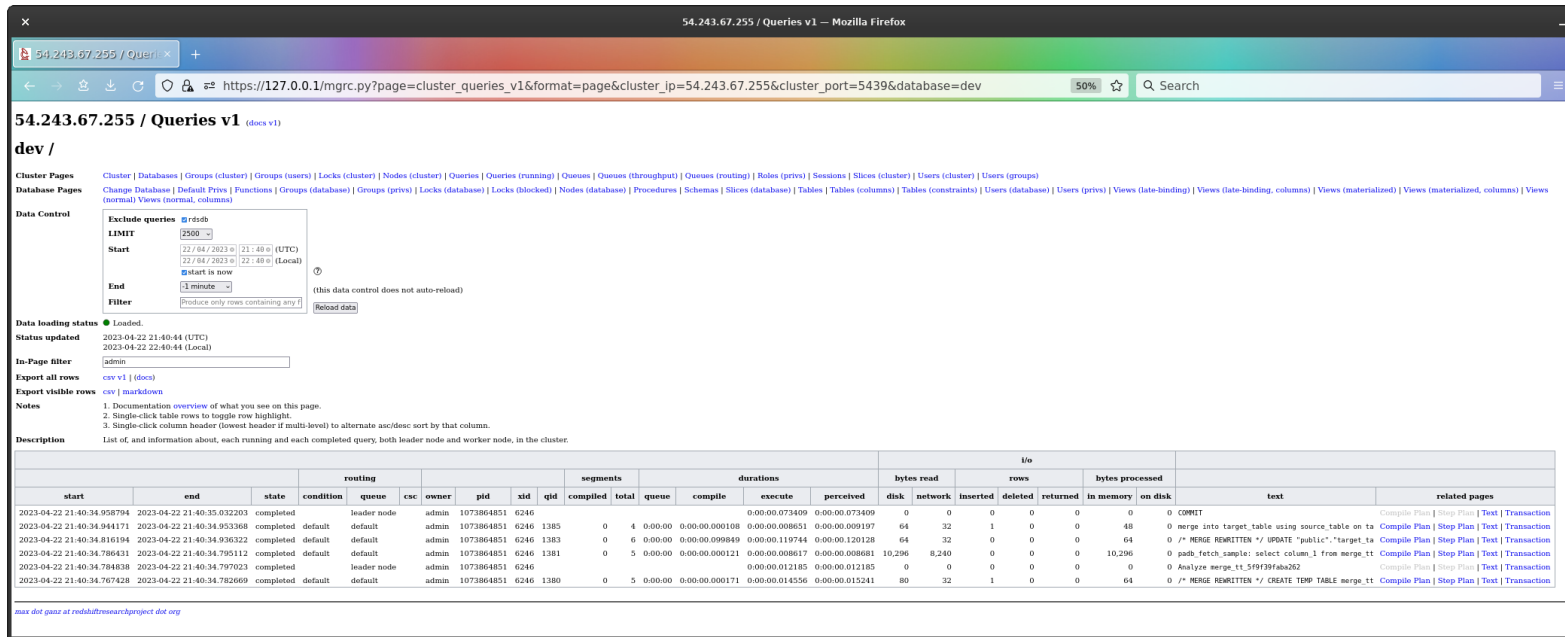 54.243.67.255 / Queries v1 — Mozilla Firefox
54.243.67.255 / Queri
https://127.0.0.1/mgrc.py?page=cluster_queries_v1&format=page&cluster_ip=54.243.67.255&cluster_port=5439&database=dev 50% Search
54.243.67.255 / Queries v1 (docs v1)
dev /
Cluster Pages Cluster | Databases | Groups (cluster) | Groups (users) | Locks (cluster) | Nodes (cluster) | Queries | Queries (running) | Queues | Queues (throughput) | Queues (routing) | Roles (privs) | Sessions | Slices (cluster) | Users (cluster) | Users (groups)
Database Pages Change Database | Default Privs | Functions | Groups (database) | Groups (privs) | Locks (database) | Locks (blocked) | Nodes (database) | Procedures | Schemas | Slices (database) | Tables | Tables (columns) | Tables (constraints) | Users (database) | Users (privs) | Views (late-binding) | Views (late-binding, columns) | Views (materialized) | Views (materialized, columns) | Views
(normal) Views (normal, columns)
Data Control Exclude queries rdsdb
LIMIT 2500
Start 22/04/2023 21:40 (UTC)
22/04/2023 22:40 (Local)
start is now ?
End -1 minute (this data control does not auto-reload)
Filter Produce only rows containing any f Reload data
Data loading status Loaded.
Status updated 2023-04-22 21:40:44 (UTC)
2023-04-22 22:40:44 (Local)
In-Page filter admin
Export all rows csv v1 | (docs)
Export visible rows csv | markdown
Notes 1. Documentation overview of what you see on this page.
2. Single-click table rows to toggle row highlight.
3. Single-click column header (lowest header if multi-level) to alternate asc/desc sort by that column.
Description List of, and information about, each running and each completed query, both leader node and worker node, in the cluster.
i/o
routing segments durations bytes read rows bytes processed
start end state condition queue csc owner pid xid qid compiled total queue compile execute perceived disk network inserted deleted returned in memory on disk text related pages
2023-04-22 21:40:34.958794 2023-04-22 21:40:35.032203 completed leader node admin 1073864851 6246 0:00:00.073409 0:00:00.073409 0 0 0 0 0 0 0 COMMIT Compile Plan | Step Plan | Text | Transaction
2023-04-22 21:40:34.944171 2023-04-22 21:40:34.953368 completed default default admin 1073864851 6246 1385 0 4 0:00:00 0:00:00.000108 0:00:00.008651 0:00:00.009197 64 32 1 0 0 48 0 merge into target_table using source_table on ta Compile Plan | Step Plan | Text | Transaction
2023-04-22 21:40:34.816194 2023-04-22 21:40:34.936322 completed default default admin 1073864851 6246 1383 0 6 0:00:00 0:00:00.099849 0:00:00.119744 0:00:00.120128 64 32 0 0 0 64 0 /* MERGE REWRITTEN */ UPDATE "public"."target_ta Compile Plan | Step Plan | Text | Transaction
2023-04-22 21:40:34.786431 2023-04-22 21:40:34.795112 completed default default admin 1073864851 6246 1381 0 5 0:00:00 0:00:00.000121 0:00:00.008617 0:00:00.008681 10,296 8,240 0 0 0 10,296 0 padb_fetch_sample: select column_1 from merge_tt Compile Plan | Step Plan | Text | Transaction
2023-04-22 21:40:34.784838 2023-04-22 21:40:34.797023 completed leader node admin 1073864851 6246 0:00:00.012185 0:00:00.012185 0 0 0 0 0 0 0 Analyze merge_tt_5f9f39faba262 Compile Plan | Step Plan | Text | Transaction
2023-04-22 21:40:34.767428 2023-04-22 21:40:34.782669 completed default default admin 1073864851 6246 1380 0 5 0:00:00 0:00:00.000171 0:00:00.014556 0:00:00.015241 80 32 1 0 0 64 0 /* MERGE REWRITTEN */ CREATE TEMP TABLE merge_tt Compile Plan | Step Plan | Text | Transaction
max dot ganz at redshiftresearchproject dot org